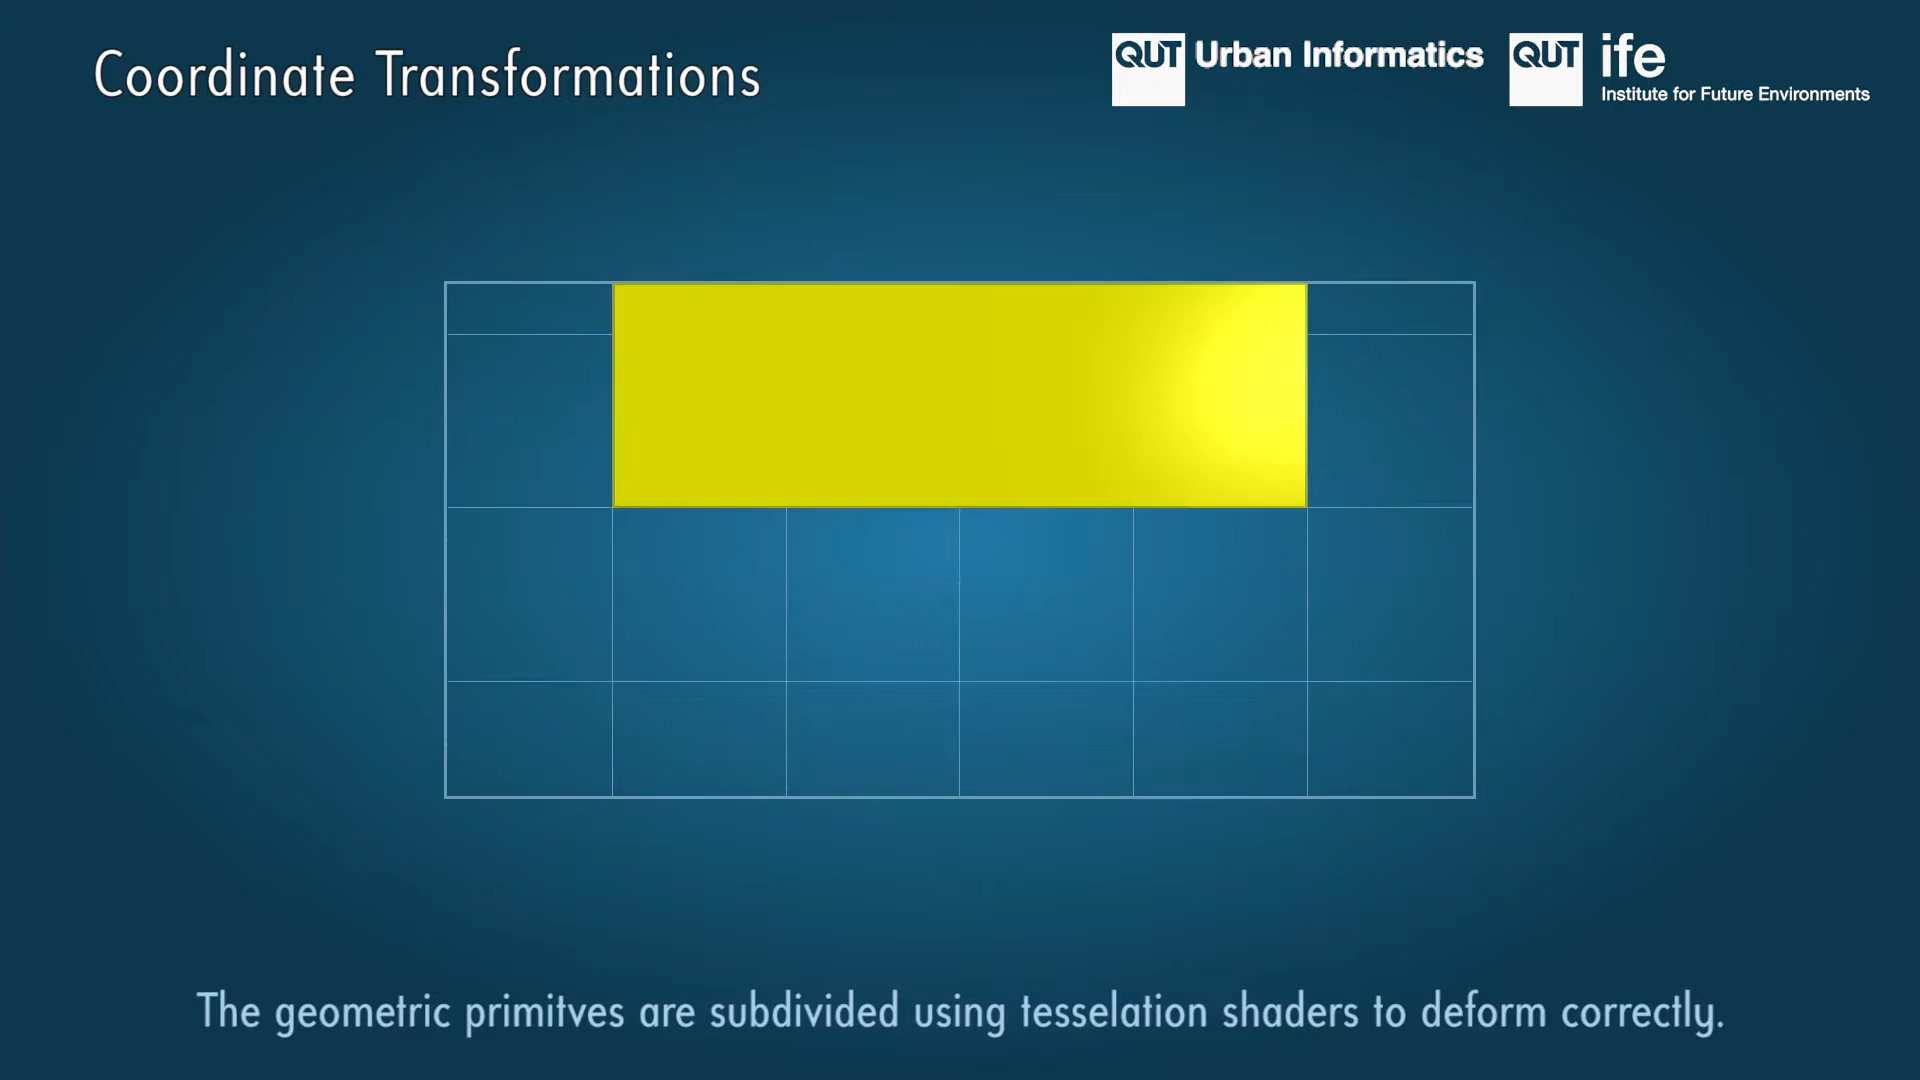 Coordinate Transformations
QUT Urban Informatics
QUT ife
Institute for Future Environments
The geometric primitves are subdivided using tesselation shaders to deform correctly.